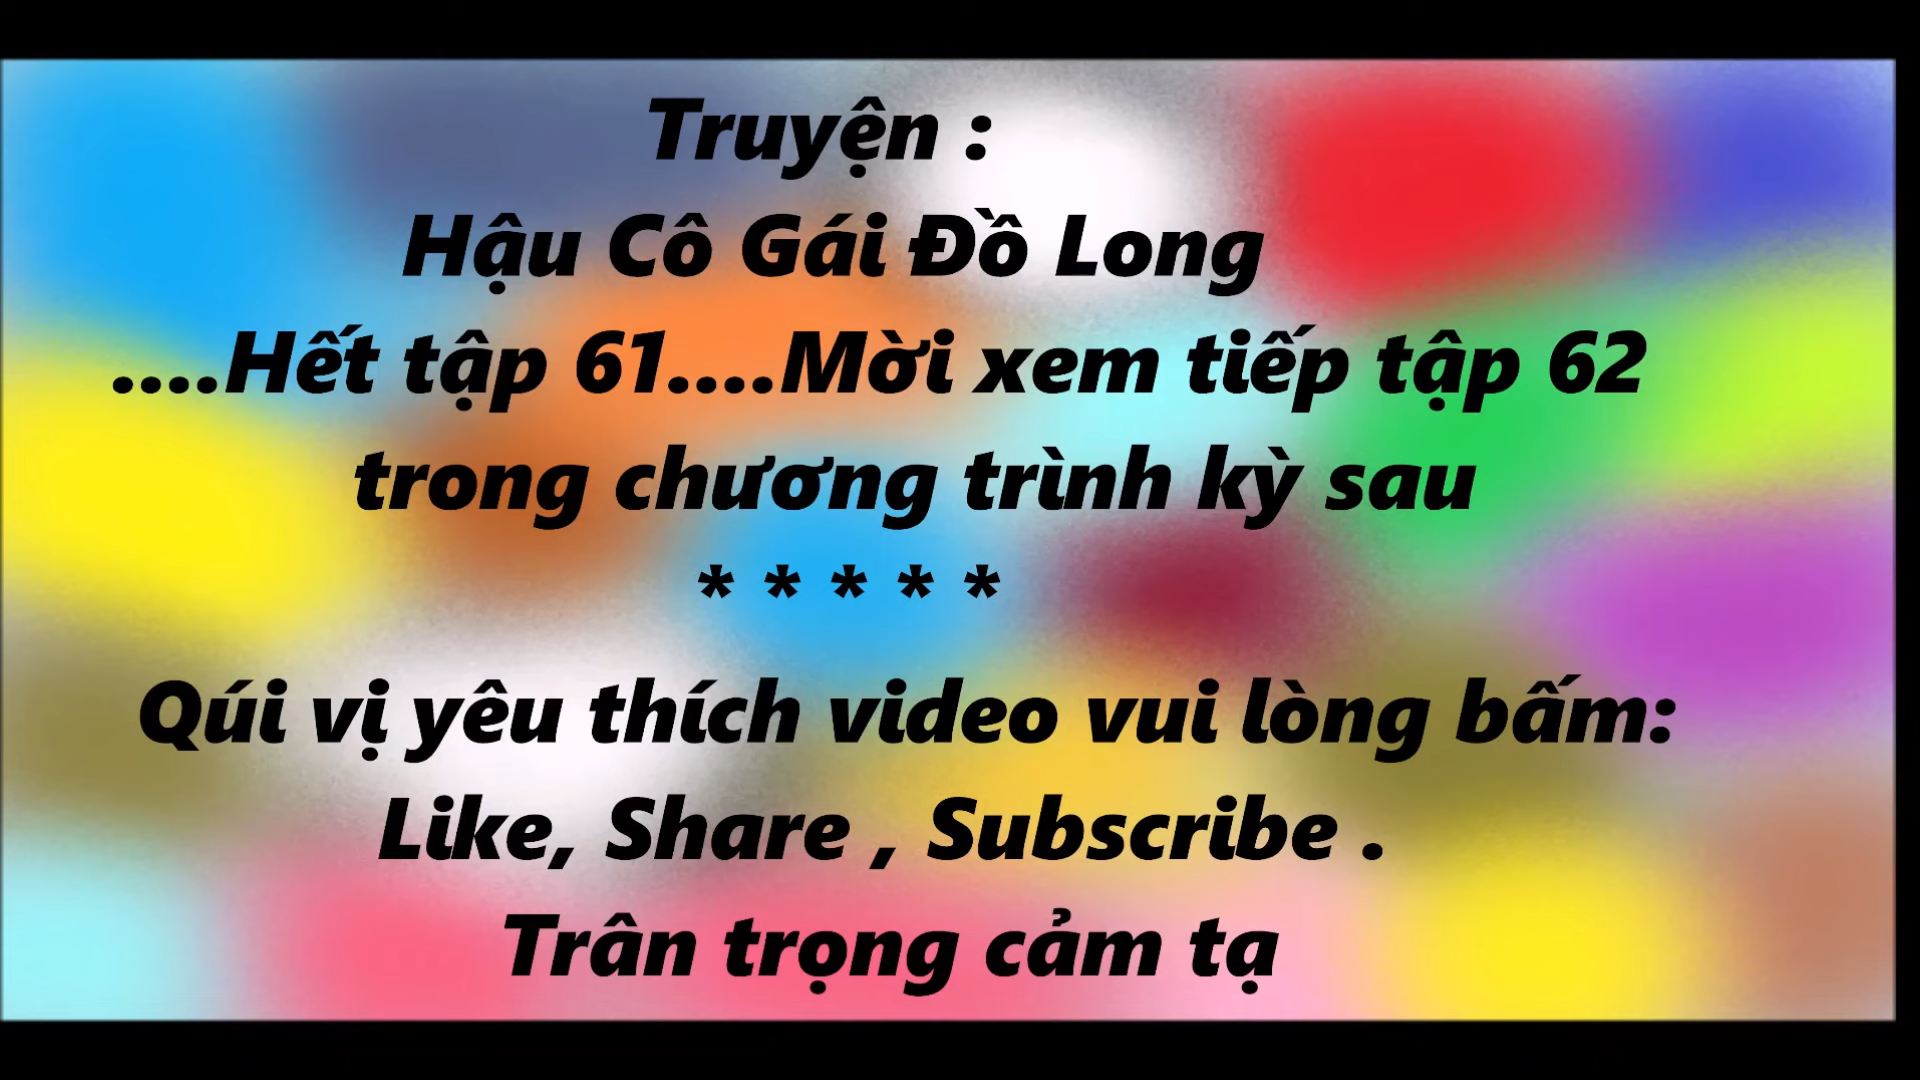 Truyện :
Hậu Cô Gái Đồ Long
....Hết tập 61....Mời xem tiếp tập 62
trong chương trình kỳ sau
* * * * *
Qúi vị yêu thích video vui lòng bấm:
Like, Share , Subscribe .
Trân trọng cảm tạ